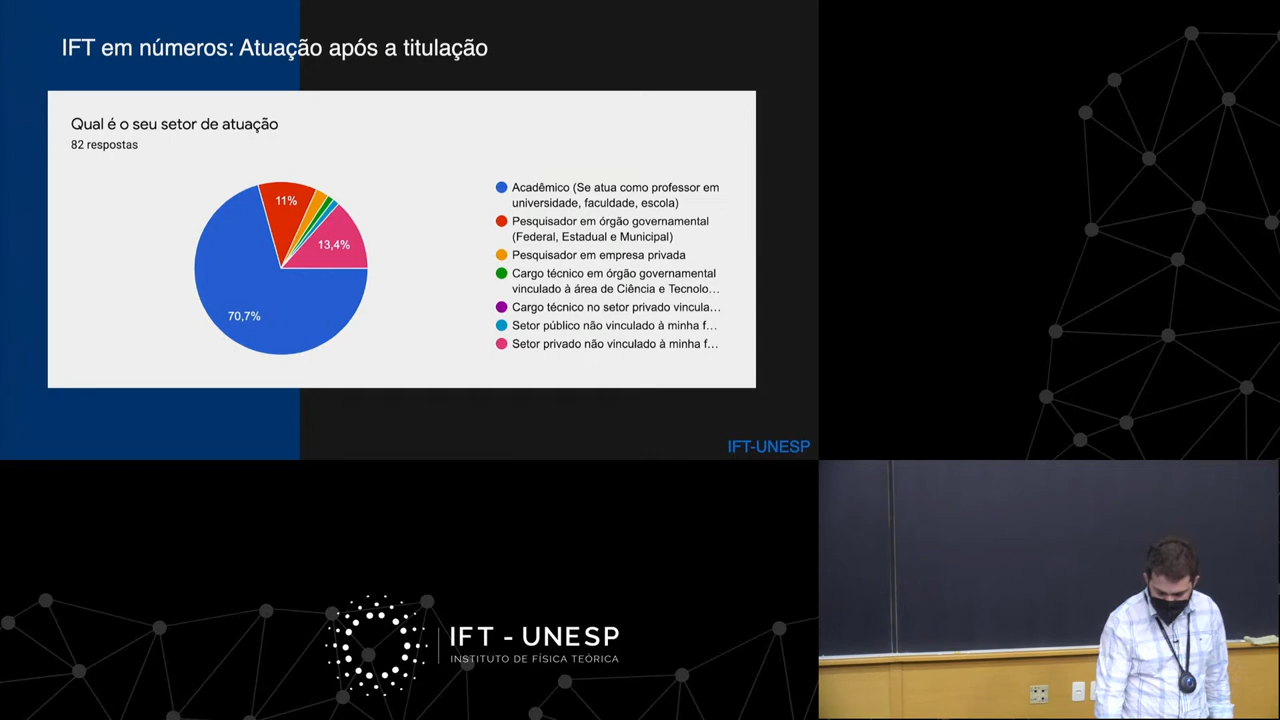 IFT em números: Atuação após a titulação
Qual é o seu setor de atuação
82 respostas
11%
13,4%
70,7%
Acadêmico (Se atua como professor em
universidade, faculdade, escola)
Pesquisador em órgão governamental
(Federal, Estadual e Municipal)
Pesquisador em empresa privada
Cargo técnico em órgão governamental
vinculado à área de Ciência e Tecnolo…
Cargo técnico no setor privado vincula…
Setor público não vinculado à minha f…
Setor privado não vinculado à minha f…
IFT-UNESP
IFT - UNESP
INSTITUTO DE FÍSICA TEÓRICA